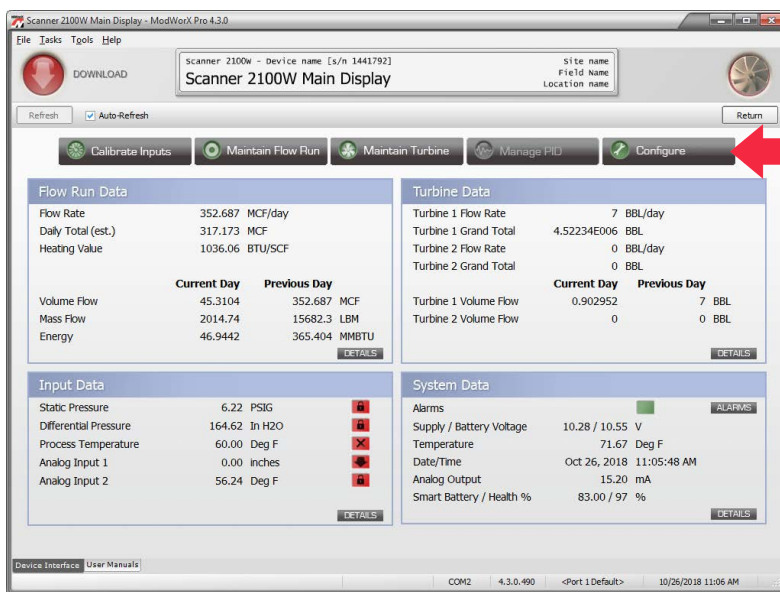 Scanner 2100W Main Display - ModWorX Pro 4.3.0
File Tasks Tgols Help
DOWNLOAD
Scanner 2100W - Device name [s/n 1441792]
Scanner 2100W Main Display
Site name
Field Name
Location name
Refresh Auto-Refresh Return
Calibrate Inputs Maintain Flow Run Maintain Turbine Manage PID Configure
Flow Run Data
Flow Rate 352.687 MCF/day
Daily Total (est.) 317.173 MCF
Heating Value 1036.06 BTU/SCF
Current Day Previous Day
Volume Flow 45.3104 352.687 MCF
Mass Flow 2014.74 15682.3 LBM
Energy 46.9442 365.404 MMBTU
DETAILS
Turbine Data
Turbine 1 Flow Rate 7 BBL/day
Turbine 1 Grand Total 4.52234E006 BBL
Turbine 2 Flow Rate 0 BBL/day
Turbine 2 Grand Total 0 BBL
Current Day Previous Day
Turbine 1 Volume Flow 0.902952 7 BBL
Turbine 2 Volume Flow 0 0 BBL
DETAILS
Input Data
Static Pressure 6.22 PSIG
Differential Pressure 164.62 In H2O
Process Temperature 60.00 Deg F
Analog Input 1 0.00 inches
Analog Input 2 56.24 Deg F
DETAILS
System Data
Alarms ALARMS
Supply / Battery Voltage 10.28 / 10.55 V
Temperature 71.67 Deg F
Date/Time Oct 26, 2018 11:05:48 AM
Analog Output 15.20 mA
Smart Battery / Health % 83.00 / 97 %
DETAILS
Device Interface User Manuals
COM2 4.3.0.490 <Port 1 Default> 10/26/2018 11:06 AM